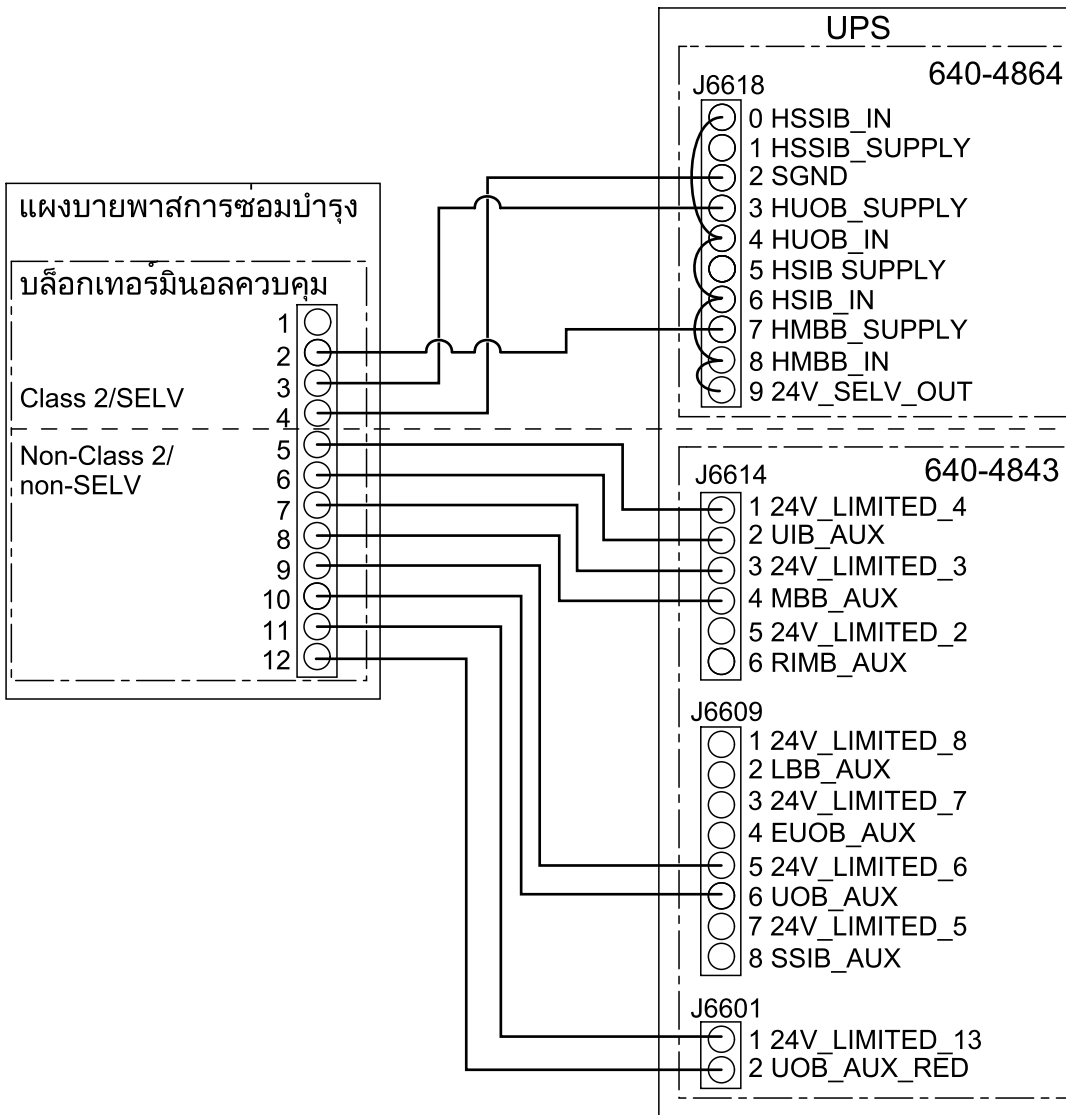 UPS
640-4864
J6618
0 HSSIB_IN
1 HSSIB_SUPPLY
2 SGND
3 HUOB_SUPPLY
4 HUOB_IN
5 HSIB SUPPLY
6 HSIB_IN
7 HMBB_SUPPLY
8 HMBB_IN
9 24V_SELV_OUT
แผงบายพาสการซ่อมบำรุง
บล็อกเทอร์มินอลควบคุม
1
2
3
4
Class 2/SELV
Non-Class 2/
non-SELV
5
6
7
8
9
10
11
12
640-4843
J6614
1 24V_LIMITED_4
2 UIB_AUX
3 24V_LIMITED_3
4 MBB_AUX
5 24V_LIMITED_2
6 RIMB_AUX
J6609
1 24V_LIMITED_8
2 LBB_AUX
3 24V_LIMITED_7
4 EUOB_AUX
5 24V_LIMITED_6
6 UOB_AUX
7 24V_LIMITED_5
8 SSIB_AUX
J6601
1 24V_LIMITED_13
2 UOB_AUX_RED